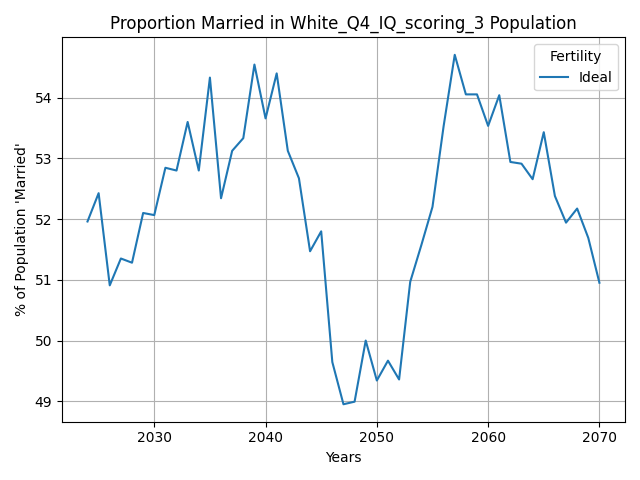 Proportion Married in White_Q4_IQ_scoring_3 Population
Fertility
Ideal
% of Population 'Married'
54
53
52
51
50
49
2030 2040 2050 2060 2070
Years